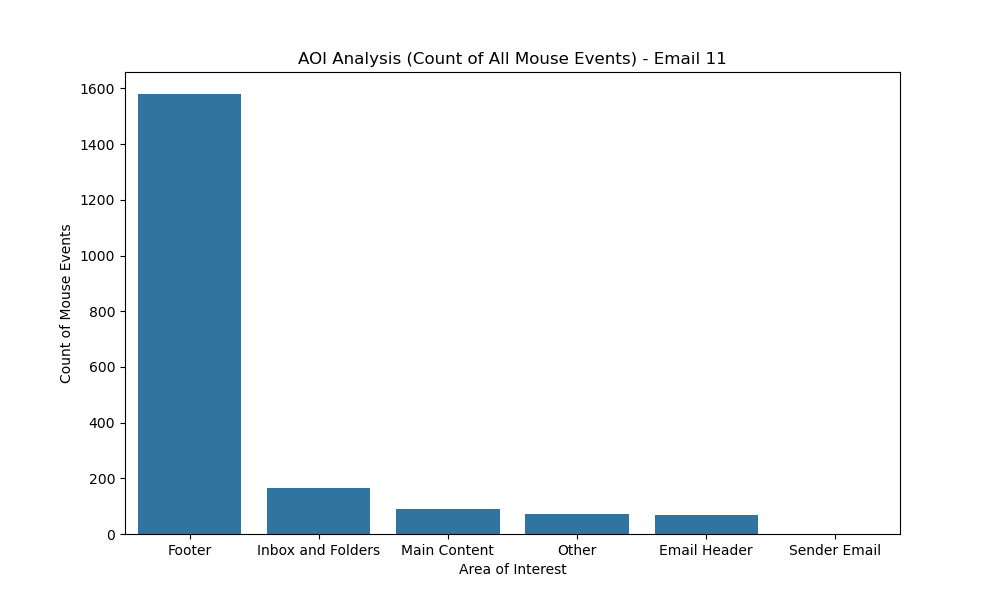 AOI Analysis (Count of All Mouse Events) - Email 11
Count of Mouse Events
1600
1400
1200
1000
800
600
400
200
0
Footer
Inbox and Folders
Main Content
Other
Email Header
Sender Email
Area of Interest